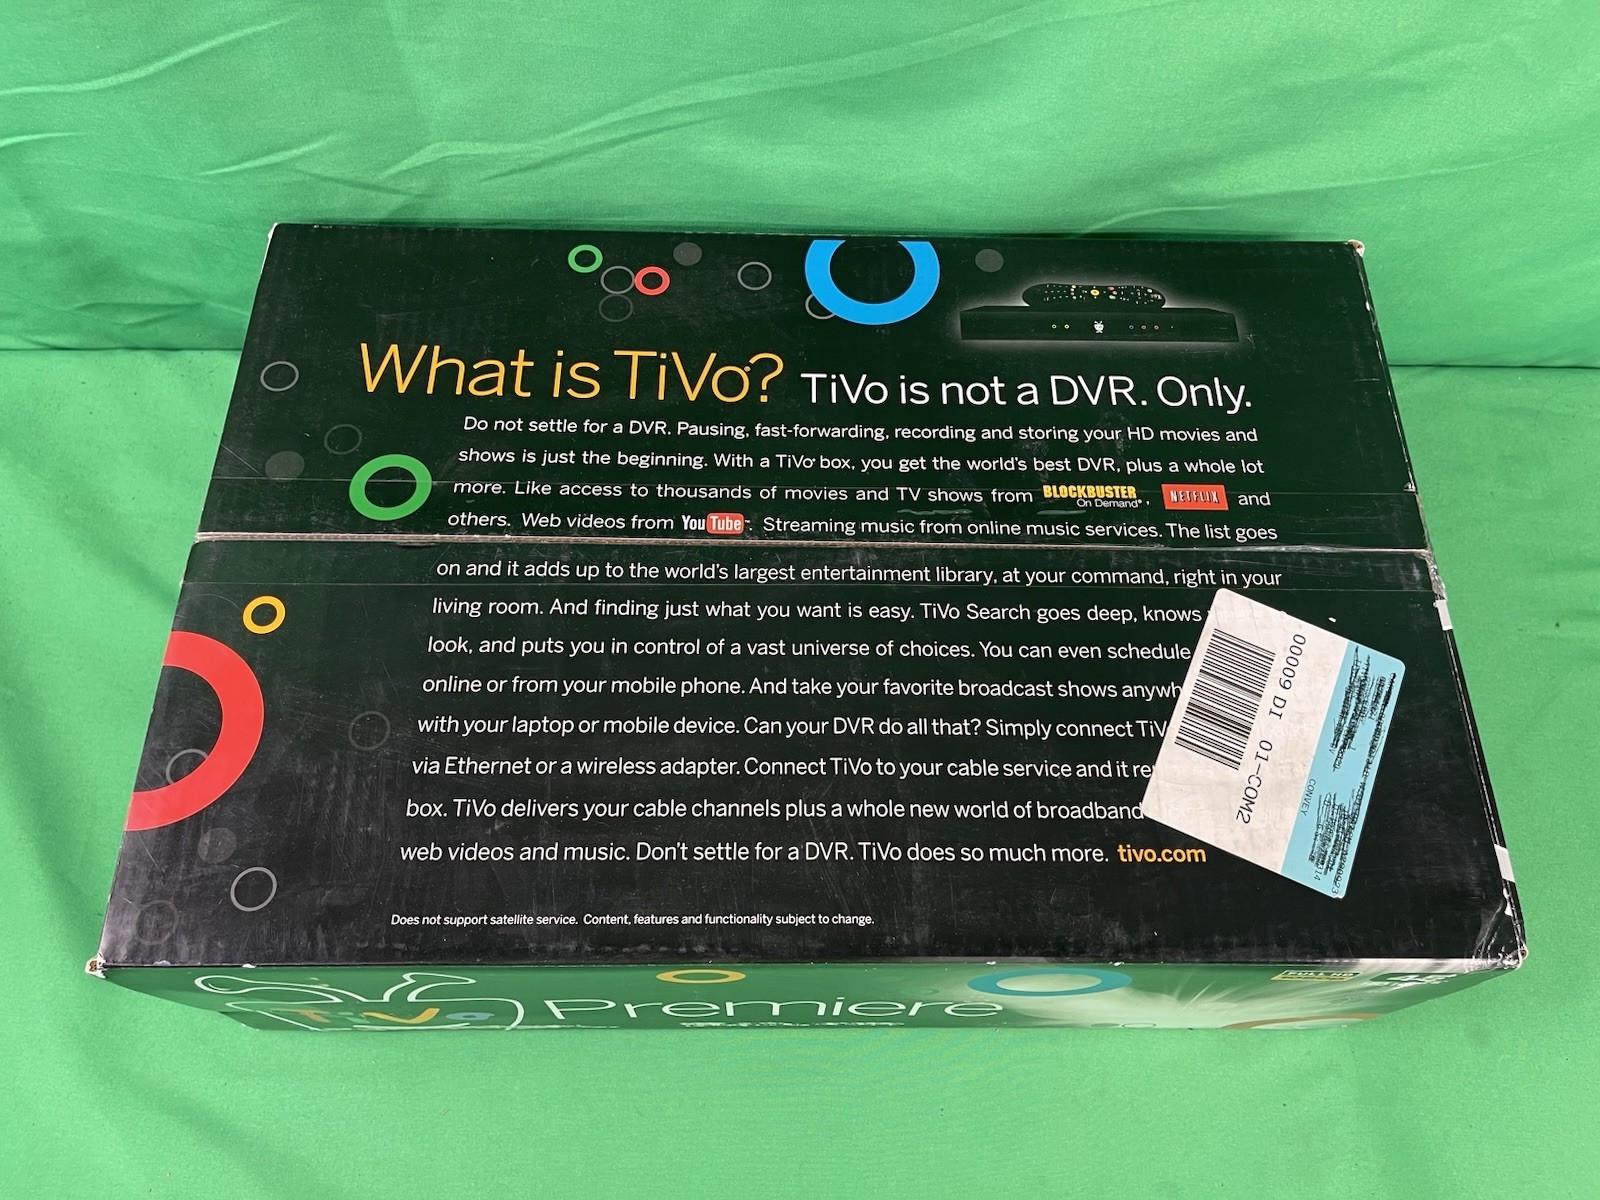 What is TiVo? TiVo is not a DVR. Only.
Do not settle for a DVR. Pausing, fast-forwarding, recording and storing your HD movies and
shows is just the beginning. With a TiVo box, you get the world's best DVR, plus a whole lot
more. Like access to thousands of movies and TV shows from BLOCKBUSTER On Demand®, NETFLIX and
others. Web videos from YouTube™. Streaming music from online music services. The list goes
on and it adds up to the world's largest entertainment library, at your command, right in your
living room. And finding just what you want is easy. TiVo Search goes deep, knows
look, and puts you in control of a vast universe of choices. You can even schedule
online or from your mobile phone. And take your favorite broadcast shows anywh
with your laptop or mobile device. Can your DVR do all that? Simply connect TiV
via Ethernet or a wireless adapter. Connect TiVo to your cable service and it re
box. TiVo delivers your cable channels plus a whole new world of broadband
web videos and music. Don't settle for a DVR. TiVo does so much more. tivo.com
Does not support satellite service. Content, features and functionality subject to change.
00009 DI 01-COM2
CONVEY
TiVo Premiere
FULL HD